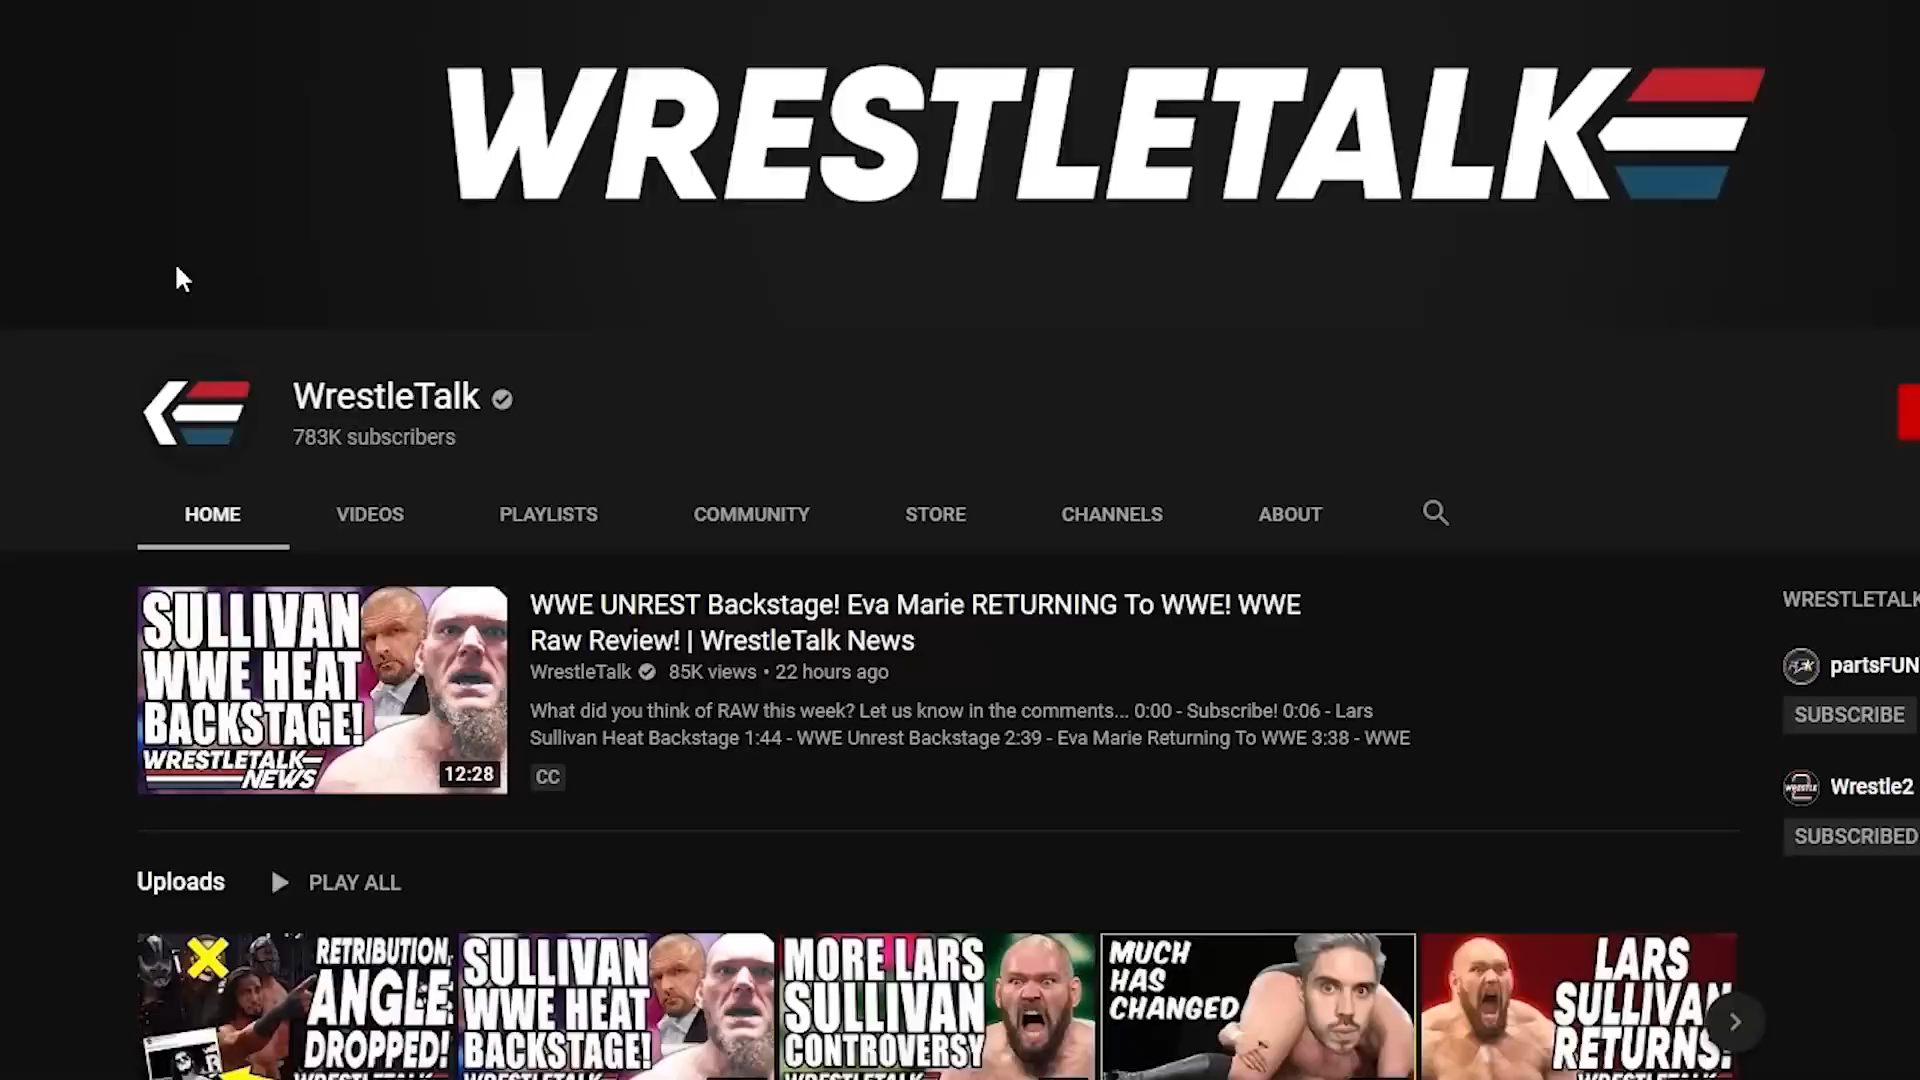 WRESTLETALK
WrestleTalk
783K subscribers
HOME VIDEOS PLAYLISTS COMMUNITY STORE CHANNELS ABOUT
SULLIVAN
WWE HEAT
BACKSTAGE!
WRESTLETALK
NEWS
12:28
WWE UNREST Backstage! Eva Marie RETURNING To WWE! WWE
Raw Review! | WrestleTalk News
WrestleTalk 85K views • 22 hours ago
What did you think of RAW this week? Let us know in the comments... 0:00 - Subscribe! 0:06 - Lars
Sullivan Heat Backstage 1:44 - WWE Unrest Backstage 2:39 - Eva Marie Returning To WWE 3:38 - WWE
CC
WRESTLETALK
partsFUN
SUBSCRIBE
Wrestle2
SUBSCRIBED
Uploads PLAY ALL
RETRIBUTION
ANGLE
DROPPED!
SULLIVAN
WWE HEAT
BACKSTAGE!
MORE LARS
SULLIVAN
CONTROVERSY
MUCH
HAS
CHANGED
LARS
SULLIVAN
RETURNS!